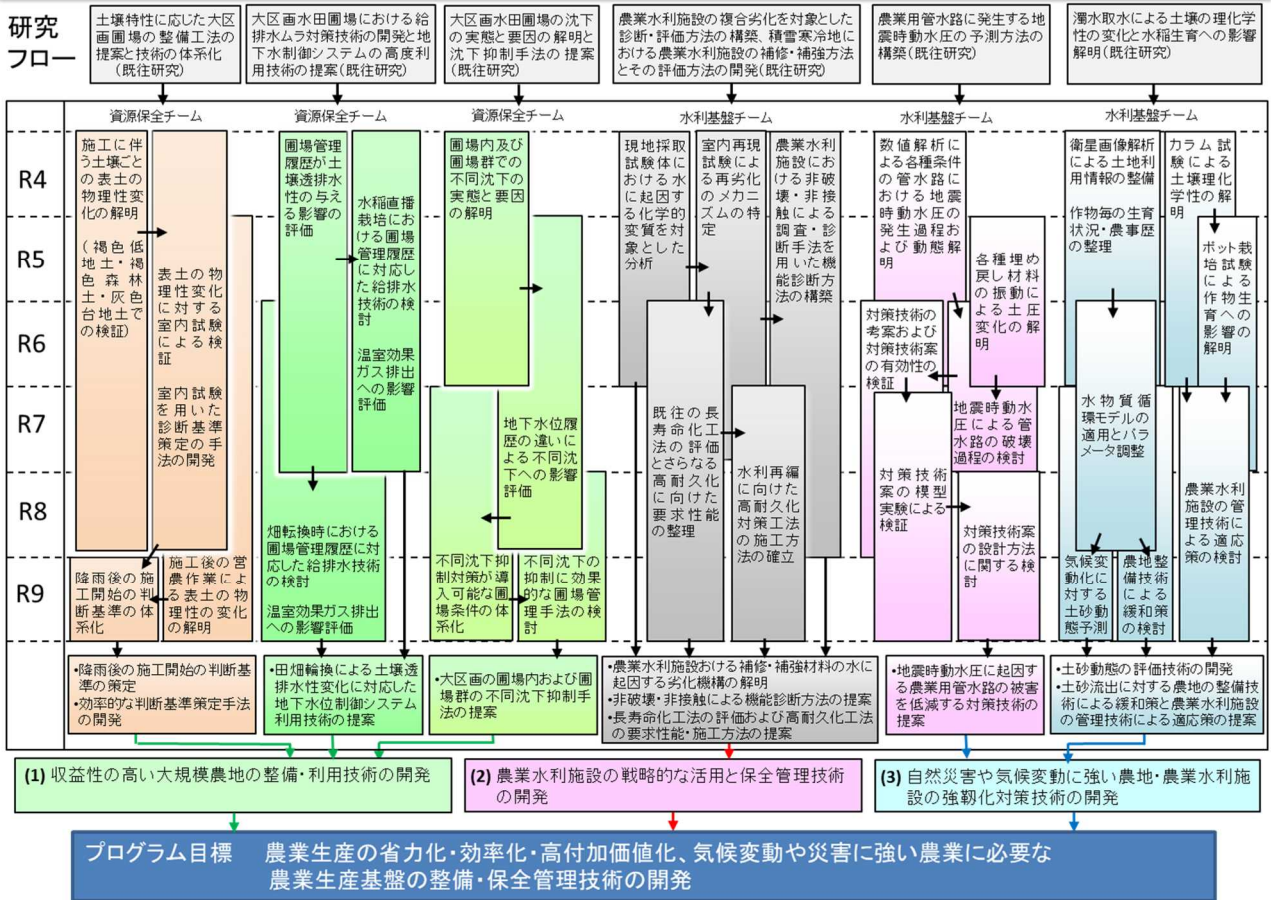 研究
フロー
土壌特性に応じた大区
画圃場の整備工法の
提案と技術の体系化
(既往研究)
大区画水田圃場における給
排水ムラ対策技術の開発と地
下水制御システムの高度利
用技術の提案(既往研究)
大区画水田圃場の沈下
の実態と要因の解明と
沈下抑制手法の提案
(既往研究)
農業水利施設の複合劣化を対象とした
診断・評価方法の構築、積雪寒冷地に
おける農業水利施設の補修・補強方法
とその評価方法の開発(既往研究)
農業用管水路に発生する地
震時動水圧の予測方法の
構築(既往研究)
濁水取水による土壌の理化学
性の変化と水稲生育への影響
解明(既往研究)
資源保全チーム
資源保全チーム
資源保全チーム
水利基盤チーム
水利基盤チーム
水利基盤チーム
R4
R5
R6
R7
R8
R9
施工に伴
う土壌ごと
の表土の
物理性変
化の解明
(褐色低
地土・褐
色森林
土・灰色
台地土で
の検証)
表土の物
理性変化
に対する
室内試験
による検
証
室内試験
を用いた
診断基準
策定の手
法の開発
降雨後の施
工開始の判
断基準の体
系化
施工後の営
農作業によ
る表土の物
理性の変化
の解明
圃場管理
履歴が土
壌透排水
性の与え
る影響の
評価
水稲直播
栽培にお
ける圃場
管理履歴
に対応し
た給排水
技術の検
討
温室効果
ガス排出
への影響
評価
畑転換時における
圃場管理履歴に対
応した給排水技術
の検討
温室効果ガス排出
への影響評価
圃場内及び
圃場群での
不同沈下の
実態と要因
の解明
地下水位履
歴の違いに
よる不同沈
下への影響
評価
不同沈下抑
制対策が導
入可能な圃
場条件の体
系化
不同沈下の
抑制に効果
的な圃場管
理手法の検
討
現地採取
試験体に
おける水
に起因す
る化学的
変質を対
象とした
分析
室内再現
試験によ
る再劣化
のメカニ
ズムの特
定
農業水利
施設にお
ける非破
壊・非接
触による
調査・診
断手法を
用いた機
能診断方
法の構築
既往の長
寿命化工
法の評価
とさらなる
高耐久化
に向けた
要求性能
の整理
水利再編
に向けた
高耐久化
対策工法
の施工方
法の確立
数値解析に
よる各種条件
の管水路に
おける地震
時動水圧の
発生過程お
よび動態解
明
各種埋め
戻し材料
の振動に
よる土圧
変化の解
明
対策技術の
考案および
対策技術案
の有効性の
検証
地震時動水
圧による管
水路の破壊
過程の検討
対策技術
案の模型
実験による
検証
対策技術案
の設計方法
に関する検
討
衛星画像解析
による土地利
用情報の整備
作物毎の生育
状況・農事歴
の整理
カラム試
験による
土壌理化
学性の解
明
ポット栽
培試験に
よる作物
生育への
影響の解
明
水物質循
環モデルの
適用とパラ
メータ調整
農業水利
施設の管
理技術に
よる適応
策の検討
気候変
動化に
対する
土砂動
態予測
農地整
備技術
による
緩和策
の検討
•降雨後の施工開始の判断基
準の策定
•効率的な判断基準策定手法
の開発
•田畑輪換による土壌透
排水性変化に対応した
地下水位制御システム
利用技術の提案
•大区画の圃場内および圃
場群の不同沈下抑制手
法の提案
•農業水利施設おける補修・補強材料の水に
起因する劣化機構の解明
•非破壊・非接触による機能診断方法の提案
•長寿命化工法の評価および高耐久化工法
の要求性能・施工方法の提案
•地震時動水圧に起因す
る農業用管水路の被害
を低減する対策技術の
提案
•土砂動態の評価技術の開発
•土砂流出に対する農地の整備技
術による緩和策と農業水利施設
の管理技術による適応策の提案
(1) 収益性の高い大規模農地の整備・利用技術の開発
(2) 農業水利施設の戦略的な活用と保全管理技術
の開発
(3) 自然災害や気候変動に強い農地・農業水利施
設の強靱化対策技術の開発
プログラム目標 農業生産の省力化・効率化・高付加価値化、気候変動や災害に強い農業に必要な
農業生産基盤の整備・保全管理技術の開発